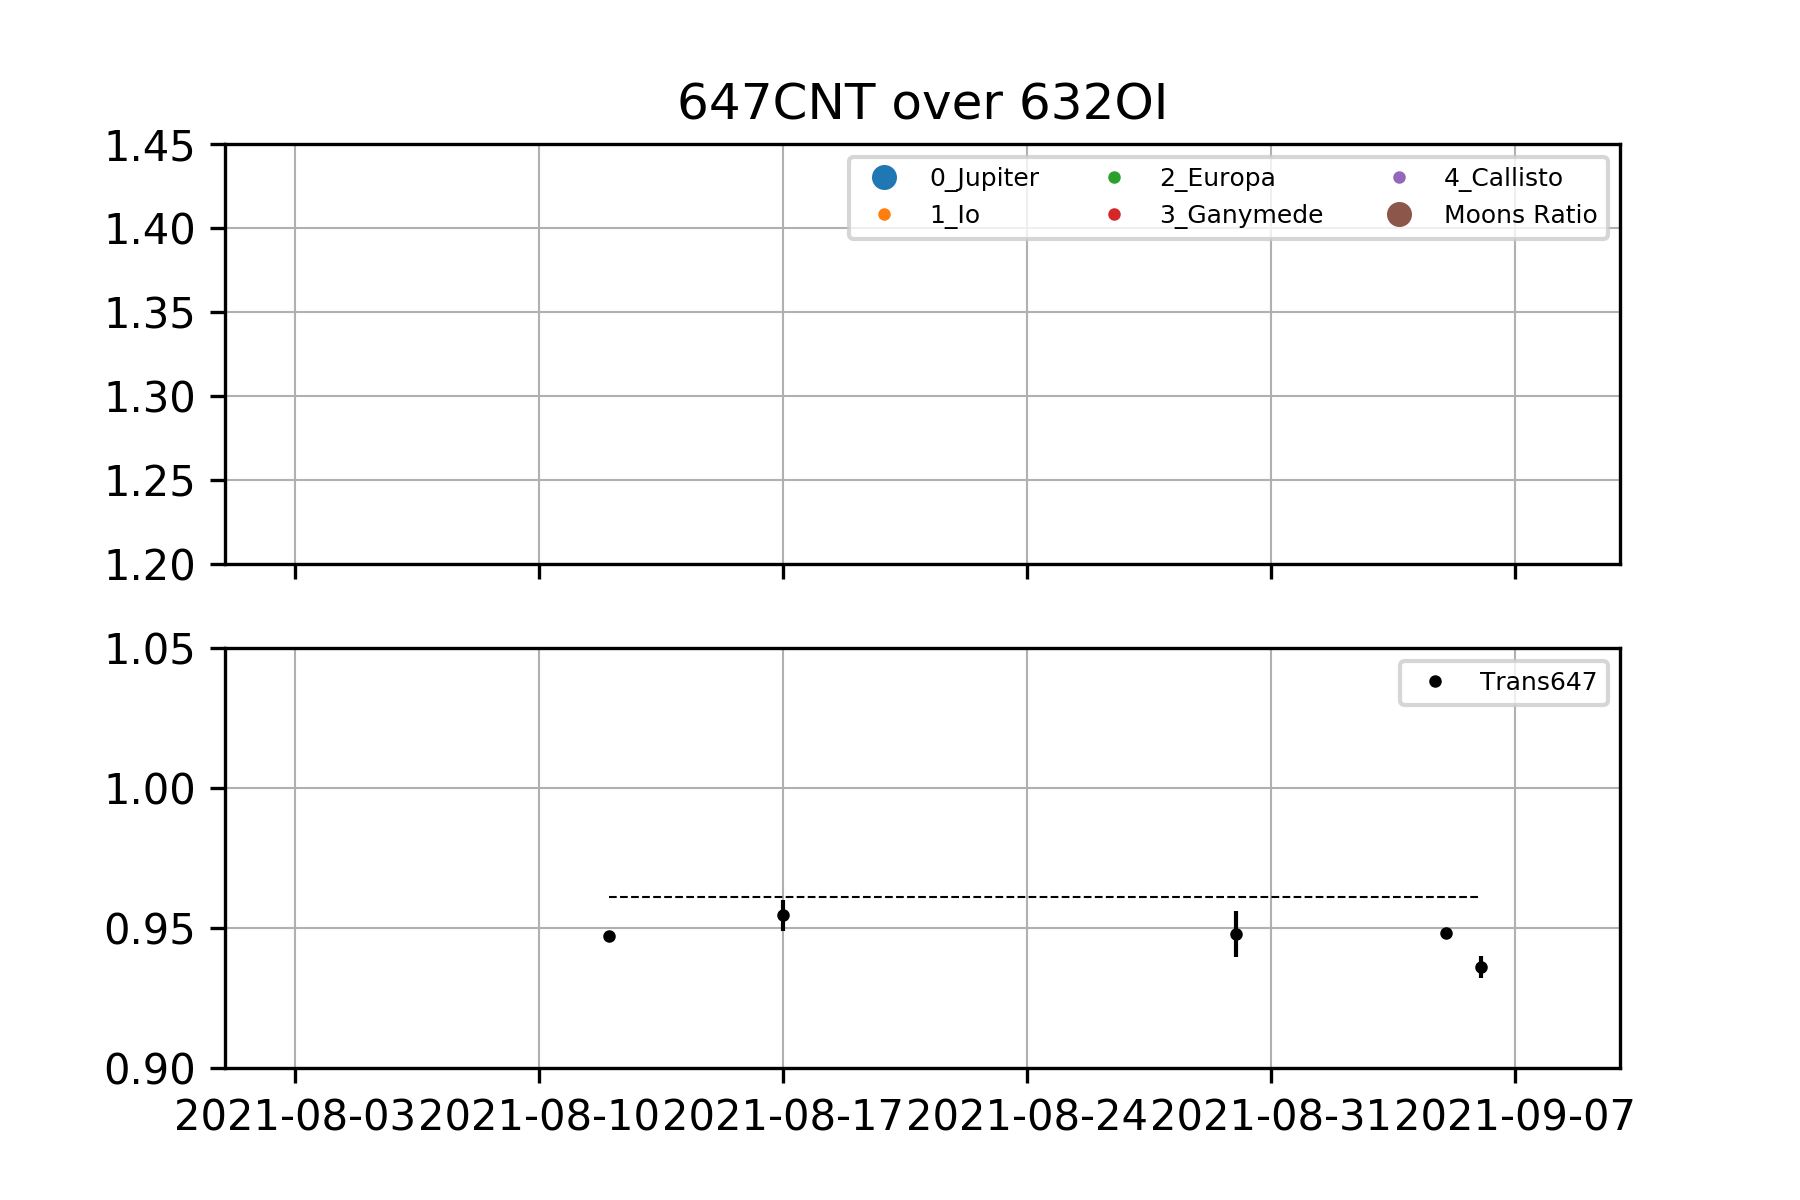 647CNT over 632OI
1.45
1.40
1.35
1.30
1.25
1.20
0_Jupiter 2_Europa 4_Callisto
1_Io 3_Ganymede Moons Ratio
1.05
1.00
0.95
0.90
Trans647
2021-08-03 2021-08-10 2021-08-17 2021-08-24 2021-08-31 2021-09-07